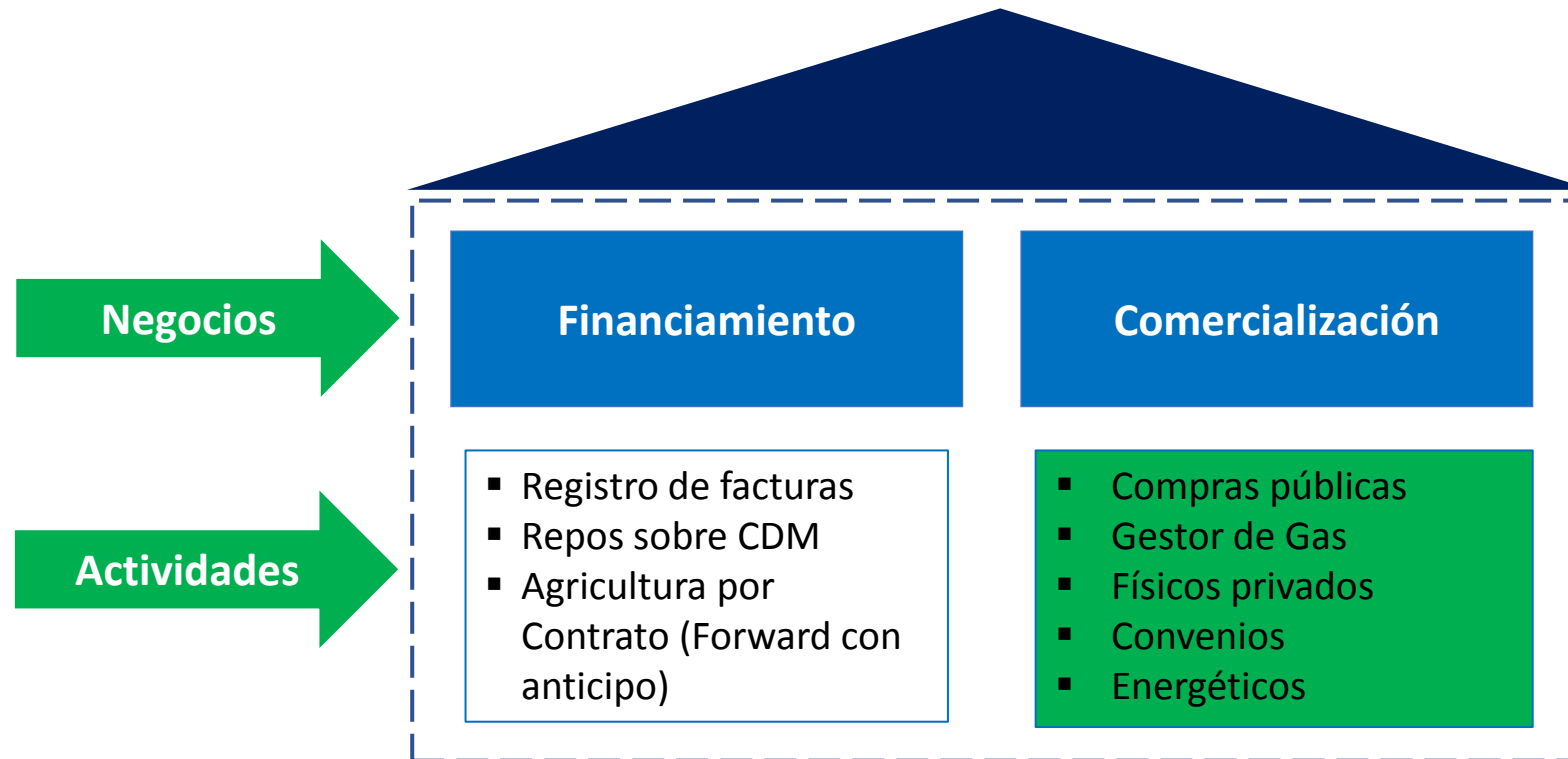 Negocios
Financiamiento
Comercialización
Actividades
▪ Registro de facturas
▪ Repos sobre CDM
▪ Agricultura por
Contrato (Forward con
anticipo)
▪ Compras públicas
▪ Gestor de Gas
▪ Físicos privados
▪ Convenios
▪ Energéticos